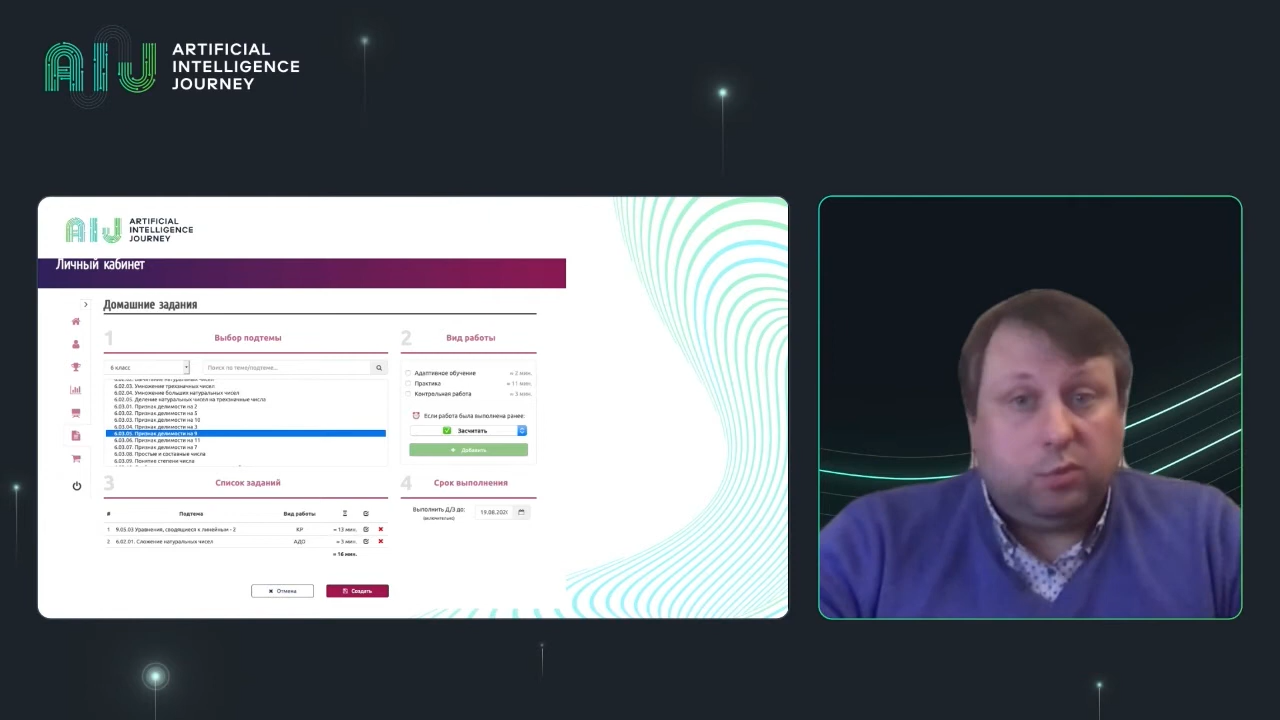 ARTIFICIAL
INTELLIGENCE
JOURNEY
ARTIFICIAL
INTELLIGENCE
JOURNEY
Личный кабинет
Домашние задания
1
Выбор подтемы
2
Вид работы
6 класс
Поиск по теме/подтеме...
6.02.03. Умножение трехзначных чисел
6.02.04. Умножение больших натуральных чисел
6.02.05. Деление натуральных чисел на трехзначные числа
6.03.01. Признак делимости на 2
6.03.02. Признак делимости на 5
6.03.03. Признак делимости на 10
6.03.04. Признак делимости на 3
6.03.05. Признак делимости на 9
6.03.06. Признак делимости на 11
6.03.07. Признак делимости на 7
6.03.08. Простые и составные числа
6.03.09. Понятие степени числа
Адаптивное обучение ≈ 2 мин.
Практика ≈ 11 мин.
Контрольная работа ≈ 3 мин.
Если работа была выполнена ранее:
Засчитать
Добавить
3
Список заданий
4
Срок выполнения
# Подтема Вид работы
1 9.05.03 Уравнения, сводящиеся к линейным - 2 КР ≈ 13 мин.
2 6.02.01. Сложение натуральных чисел АДО ≈ 3 мин.
≈ 16 мин.
Выполнить Д/З до:
(включительно)
19.08.202
Отмена
Создать